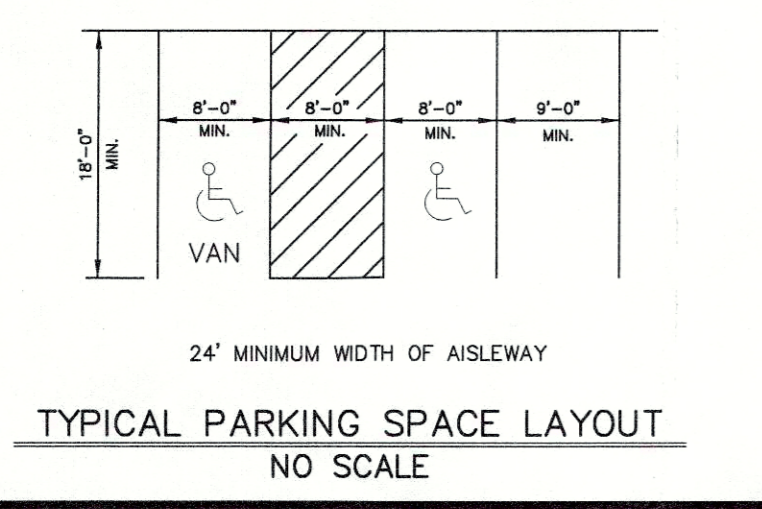 8'-0" 8'-0" 8'-0" 9'-0"
MIN. MIN. MIN. MIN.
18'-0"
MIN.
VAN
24' MINIMUM WIDTH OF AISLEWAY
TYPICAL PARKING SPACE LAYOUT
NO SCALE